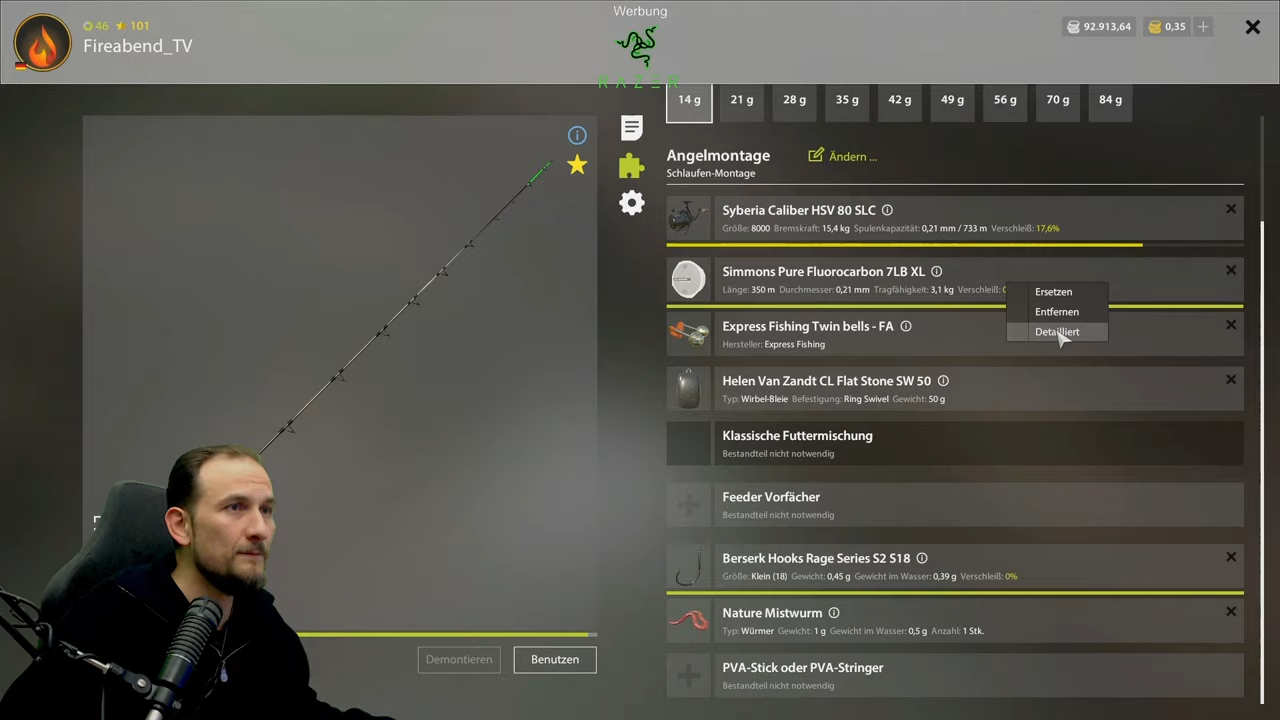 Werbung
46 101
Fireabend_TV
RAZER
92.913,64
0,35
14 g 21 g 28 g 35 g 42 g 49 g 56 g 70 g 84 g
Angelmontage Ändern ...
Schlaufen-Montage
Syberia Caliber HSV 80 SLC
Größe: 8000 Bremskraft: 15,4 kg Spulenkapazität: 0,21 mm / 733 m Verschleiß: 17,6%
Simmons Pure Fluorocarbon 7LB XL
Länge: 350 m Durchmesser: 0,21 mm Tragfähigkeit: 3,1 kg Verschleiß:
Ersetzen
Entfernen
Detailliert
Express Fishing Twin bells - FA
Hersteller: Express Fishing
Helen Van Zandt CL Flat Stone SW 50
Typ: Wirbel-Bleie Befestigung: Ring Swivel Gewicht: 50 g
Klassische Futtermischung
Bestandteil nicht notwendig
Feeder Vorfächer
Bestandteil nicht notwendig
Berserk Hooks Rage Series S2 S18
Größe: Klein (18) Gewicht: 0,45 g Gewicht im Wasser: 0,39 g Verschleiß: 0%
Nature Mistwurm
Typ: Würmer Gewicht: 1 g Gewicht im Wasser: 0,5 g Anzahl: 1 Stk.
PVA-Stick oder PVA-Stringer
Bestandteil nicht notwendig
Demontieren
Benutzen